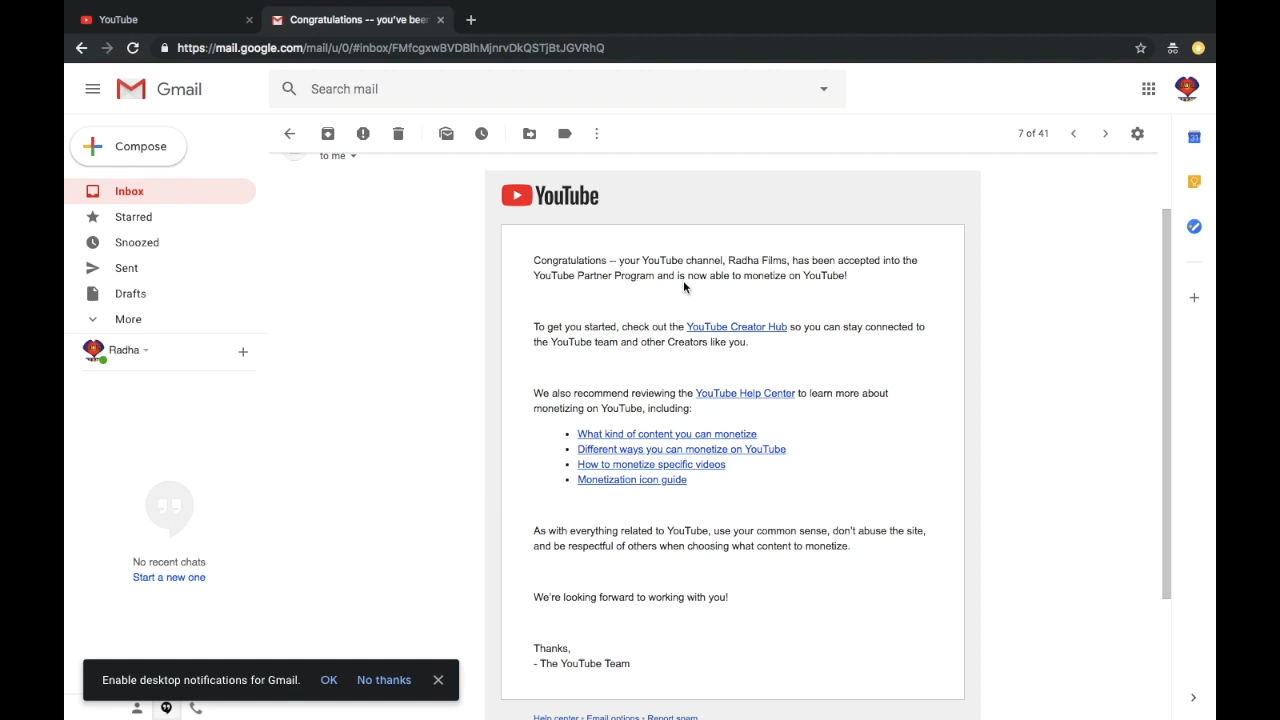 YouTube
Congratulations -- you've bee
https://mail.google.com/mail/u/0/#inbox/FMfcgxwBVDBlhMjnrvDkQSTjBtJGVRhQ
Gmail
Search mail
Compose
7 of 41
31
to me
Inbox
Starred
Snoozed
Sent
Drafts
More
Radha
No recent chats
Start a new one
YouTube
Congratulations -- your YouTube channel, Radha Films, has been accepted into the
YouTube Partner Program and is now able to monetize on YouTube!
To get you started, check out the YouTube Creator Hub so you can stay connected to
the YouTube team and other Creators like you.
We also recommend reviewing the YouTube Help Center to learn more about
monetizing on YouTube, including:
• What kind of content you can monetize
• Different ways you can monetize on YouTube
• How to monetize specific videos
• Monetization icon guide
As with everything related to YouTube, use your common sense, don't abuse the site,
and be respectful of others when choosing what content to monetize.
We're looking forward to working with you!
Thanks,
- The YouTube Team
Help center • Email options • Report spam
Enable desktop notifications for Gmail. OK No thanks